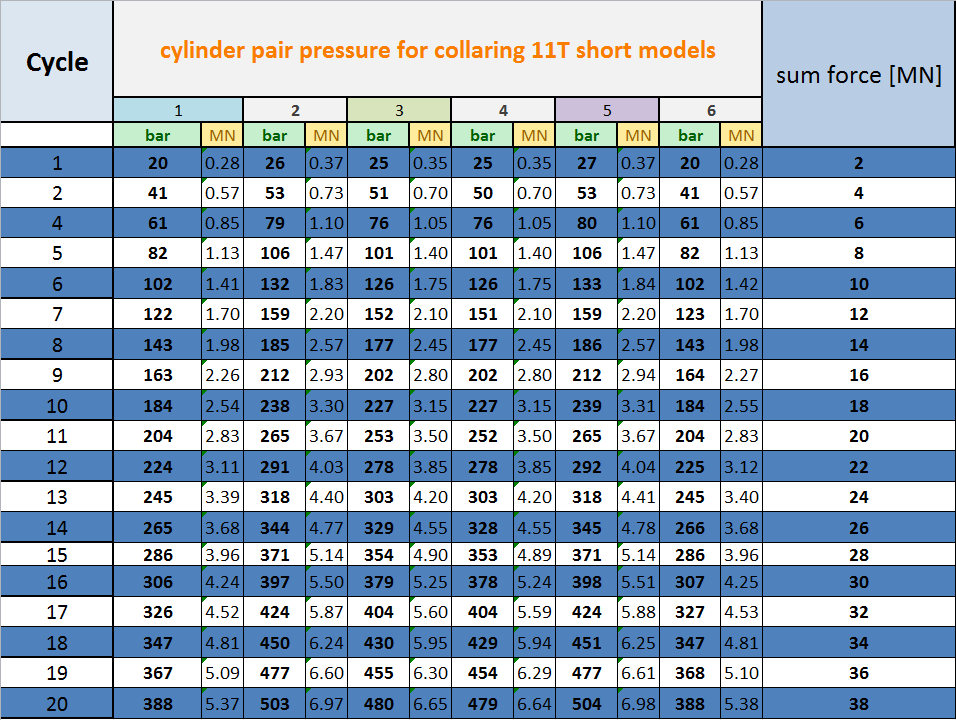 Cycle cylinder pair pressure for collaring 11T short models sum force [MN]
1 2 3 4 5 6
bar MN bar MN bar MN bar MN bar MN bar MN
1 20 0.28 26 0.37 25 0.35 25 0.35 27 0.37 20 0.28 2
2 41 0.57 53 0.73 51 0.70 50 0.70 53 0.73 41 0.57 4
4 61 0.85 79 1.10 76 1.05 76 1.05 80 1.10 61 0.85 6
5 82 1.13 106 1.47 101 1.40 101 1.40 106 1.47 82 1.13 8
6 102 1.41 132 1.83 126 1.75 126 1.75 133 1.84 102 1.42 10
7 122 1.70 159 2.20 152 2.10 151 2.10 159 2.20 123 1.70 12
8 143 1.98 185 2.57 177 2.45 177 2.45 186 2.57 143 1.98 14
9 163 2.26 212 2.93 202 2.80 202 2.80 212 2.94 164 2.27 16
10 184 2.54 238 3.30 227 3.15 227 3.15 239 3.31 184 2.55 18
11 204 2.83 265 3.67 253 3.50 252 3.50 265 3.67 204 2.83 20
12 224 3.11 291 4.03 278 3.85 278 3.85 292 4.04 225 3.12 22
13 245 3.39 318 4.40 303 4.20 303 4.20 318 4.41 245 3.40 24
14 265 3.68 344 4.77 329 4.55 328 4.55 345 4.78 266 3.68 26
15 286 3.96 371 5.14 354 4.90 353 4.89 371 5.14 286 3.96 28
16 306 4.24 397 5.50 379 5.25 378 5.24 398 5.51 307 4.25 30
17 326 4.52 424 5.87 404 5.60 404 5.59 424 5.88 327 4.53 32
18 347 4.81 450 6.24 430 5.95 429 5.94 451 6.25 347 4.81 34
19 367 5.09 477 6.60 455 6.30 454 6.29 477 6.61 368 5.10 36
20 388 5.37 503 6.97 480 6.65 479 6.64 504 6.98 388 5.38 38